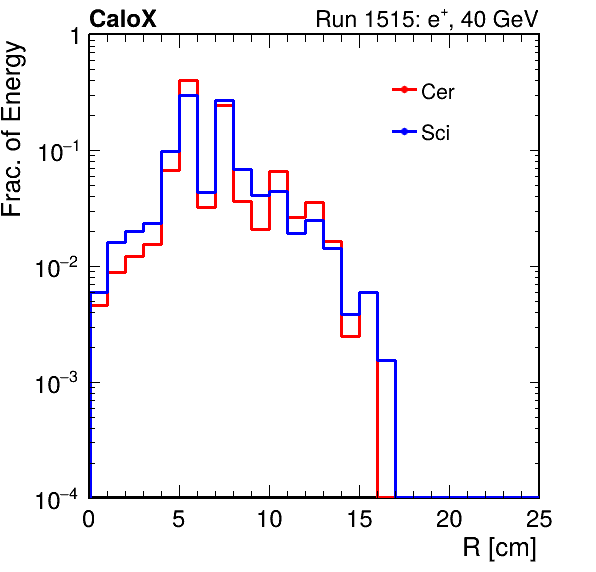 CaloX Run 1515: e⁺, 40 GeV
Frac. of Energy
1
10⁻¹
10⁻²
10⁻³
10⁻⁴
Cer
Sci
0 5 10 15 20 25
R [cm]